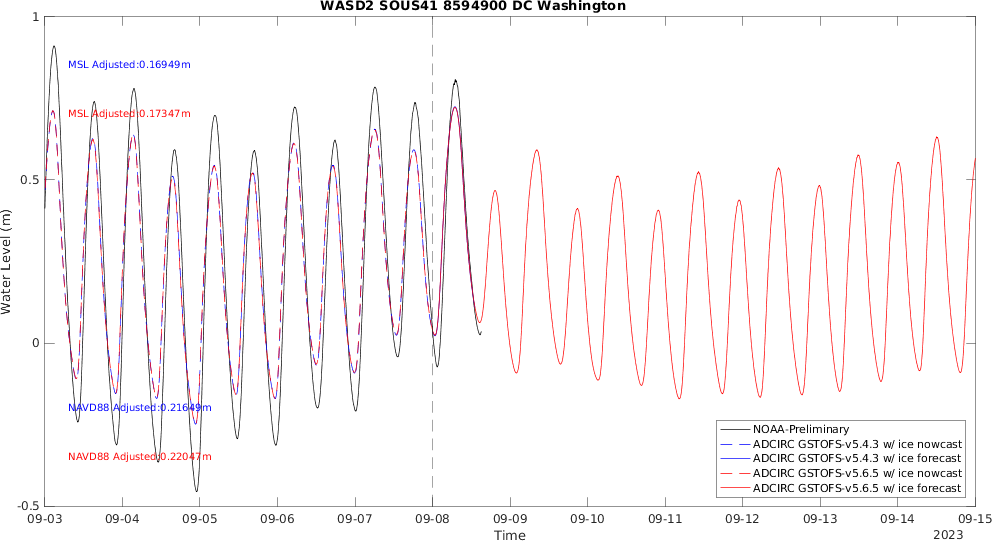 WASD2 SOUS41 8594900 DC Washington
1
MSL Adjusted:0.16949m
MSL Adjusted:0.17347m
0.5
Water Level (m)
0
NAVD88 Adjusted:0.21649m
NAVD88 Adjusted:0.22047m
NOAA-Preliminary
ADCIRC GSTOFS-v5.4.3 w/ ice nowcast
ADCIRC GSTOFS-v5.4.3 w/ ice forecast
ADCIRC GSTOFS-v5.6.5 w/ ice nowcast
ADCIRC GSTOFS-v5.6.5 w/ ice forecast
-0.5
09-03 09-04 09-05 09-06 09-07 09-08 09-09 09-10 09-11 09-12 09-13 09-14 09-15
Time
2023